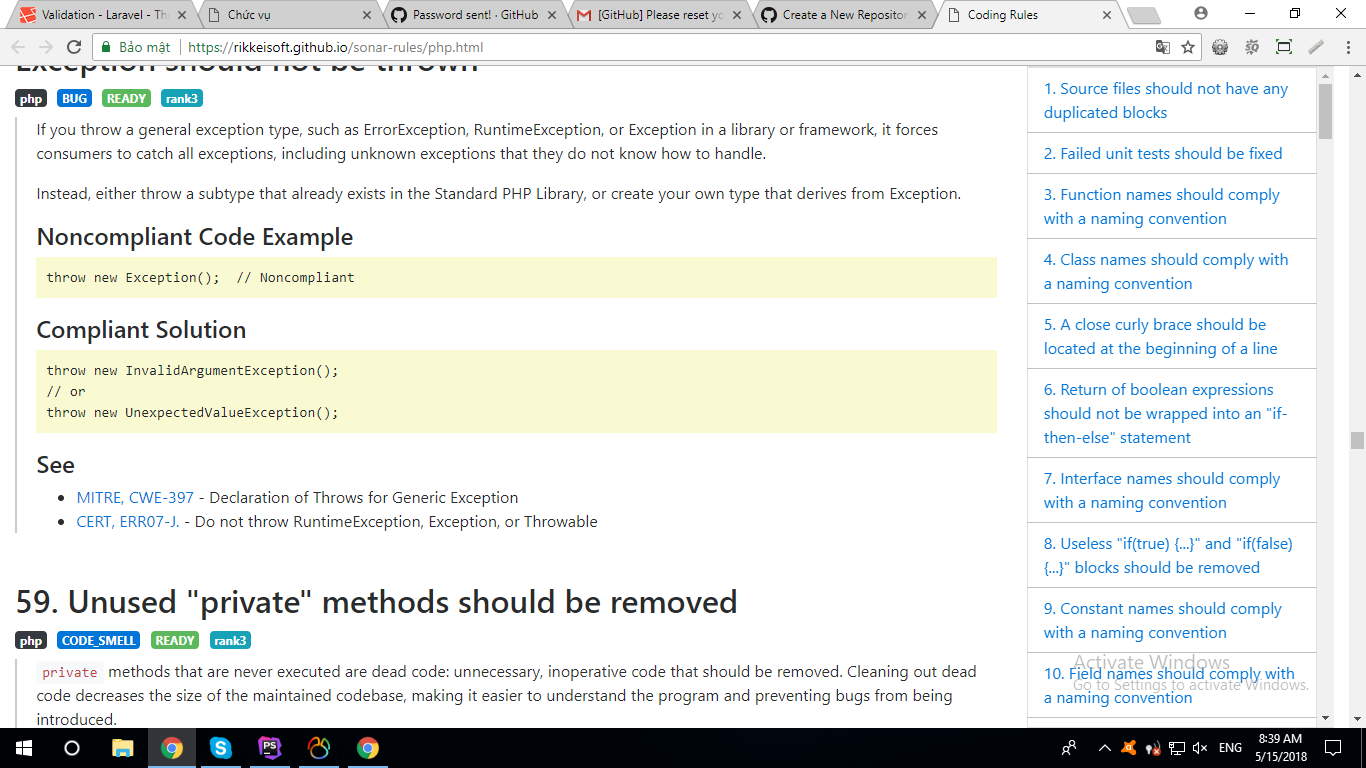 Validation - Laravel - The
Chức vụ
Password sent! · GitHub
[GitHub] Please reset yo
Create a New Repositor
Coding Rules
Bảo mật
https://rikkeisoft.github.io/sonar-rules/php.html
Exception should not be thrown
php BUG READY rank3
If you throw a general exception type, such as ErrorException, RuntimeException, or Exception in a library or framework, it forces
consumers to catch all exceptions, including unknown exceptions that they do not know how to handle.
Instead, either throw a subtype that already exists in the Standard PHP Library, or create your own type that derives from Exception.
Noncompliant Code Example
throw new Exception();  // Noncompliant
Compliant Solution
throw new InvalidArgumentException();
// or
throw new UnexpectedValueException();
See
MITRE, CWE-397 - Declaration of Throws for Generic Exception
CERT, ERR07-J. - Do not throw RuntimeException, Exception, or Throwable
59. Unused "private" methods should be removed
php CODE_SMELL READY rank3
private methods that are never executed are dead code: unnecessary, inoperative code that should be removed. Cleaning out dead
code decreases the size of the maintained codebase, making it easier to understand the program and preventing bugs from being
introduced.
1. Source files should not have any
duplicated blocks
2. Failed unit tests should be fixed
3. Function names should comply
with a naming convention
4. Class names should comply with
a naming convention
5. A close curly brace should be
located at the beginning of a line
6. Return of boolean expressions
should not be wrapped into an "if-
then-else" statement
7. Interface names should comply
with a naming convention
8. Useless "if(true) {...}" and "if(false)
{...}" blocks should be removed
9. Constant names should comply
with a naming convention
10. Field names should comply with
a naming convention
Activate Windows
Go to Settings to activate Windows.
ENG
8:39 AM
5/15/2018